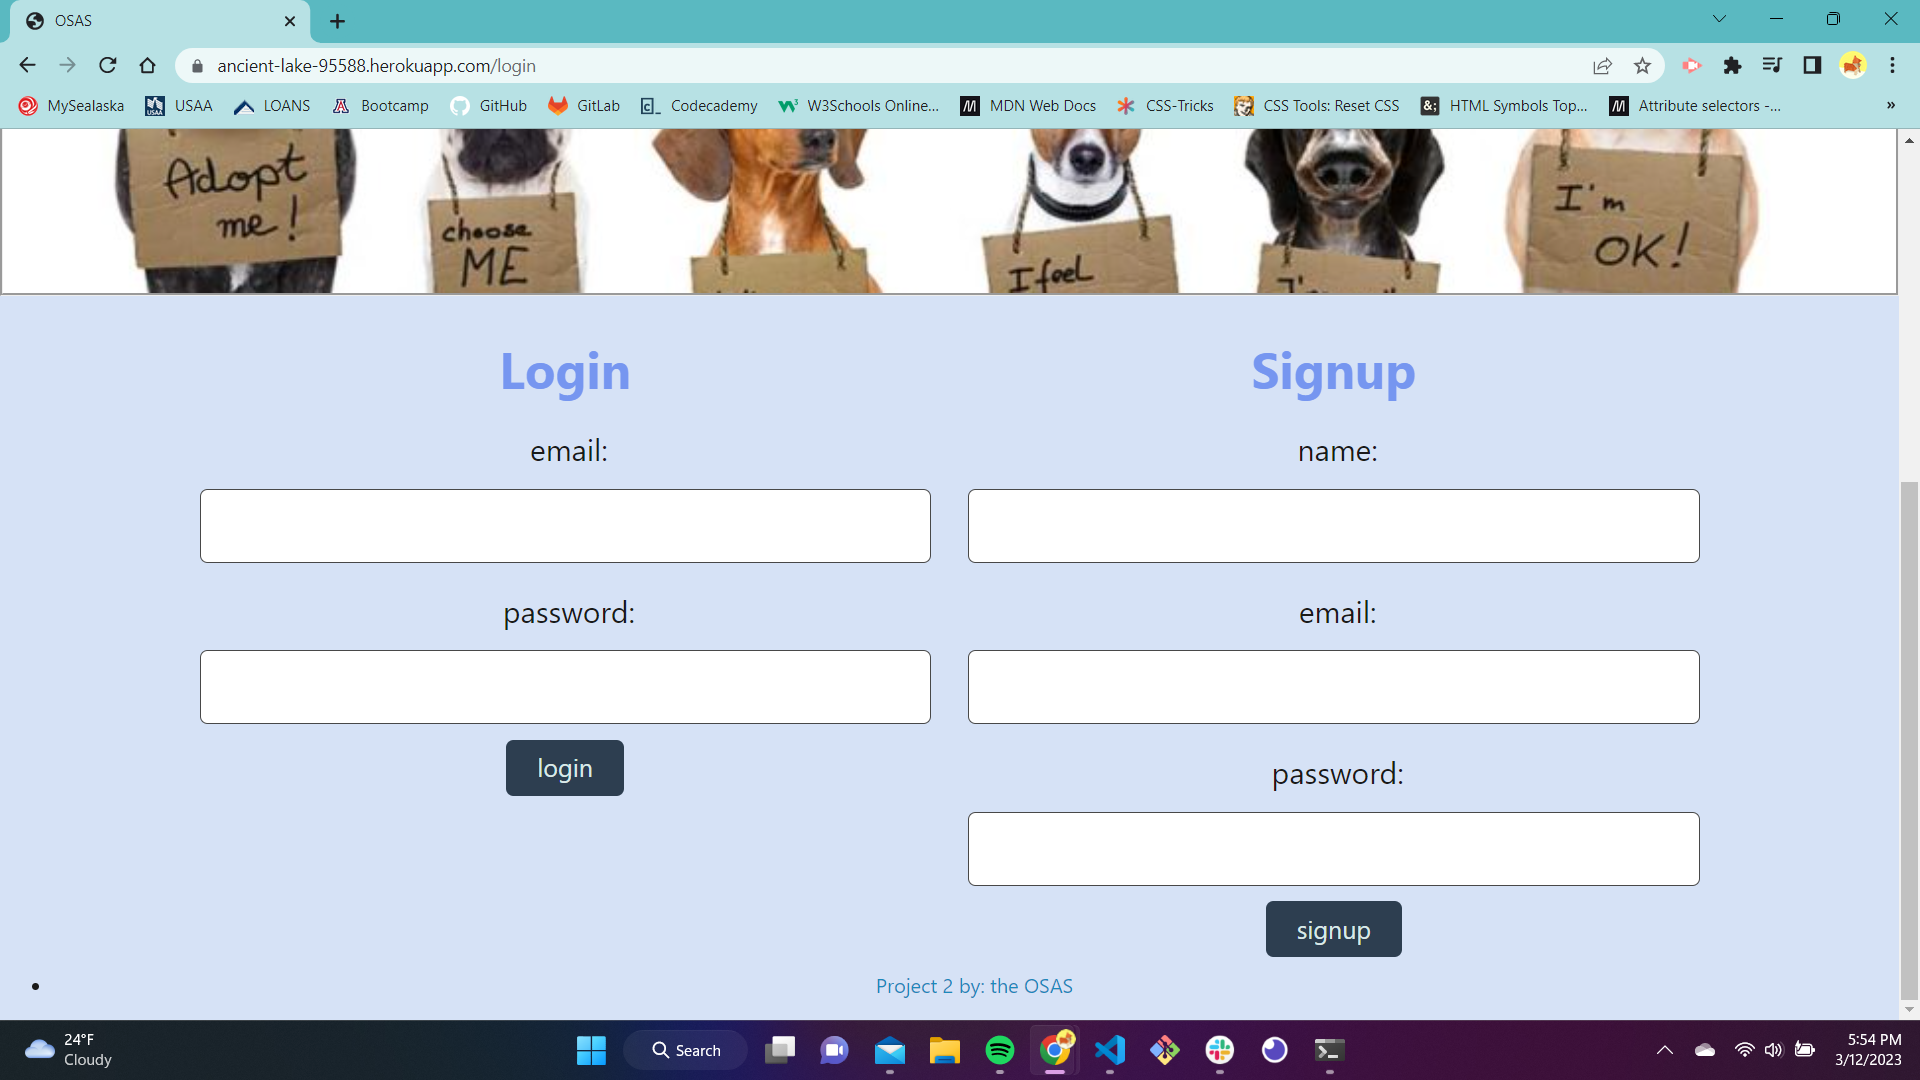 OSAS
ancient-lake-95588.herokuapp.com/login
MySealaska USAA LOANS Bootcamp GitHub GitLab Codecademy W3Schools Online... MDN Web Docs CSS-Tricks CSS Tools: Reset CSS HTML Symbols Top... Attribute selectors -... »
Adopt
me!
choose
ME
I feel
I'm
OK!
Login
Signup
email:
name:
password:
email:
login
password:
signup
Project 2 by: the OSAS
24°F
Cloudy
Search
5:54 PM
3/12/2023